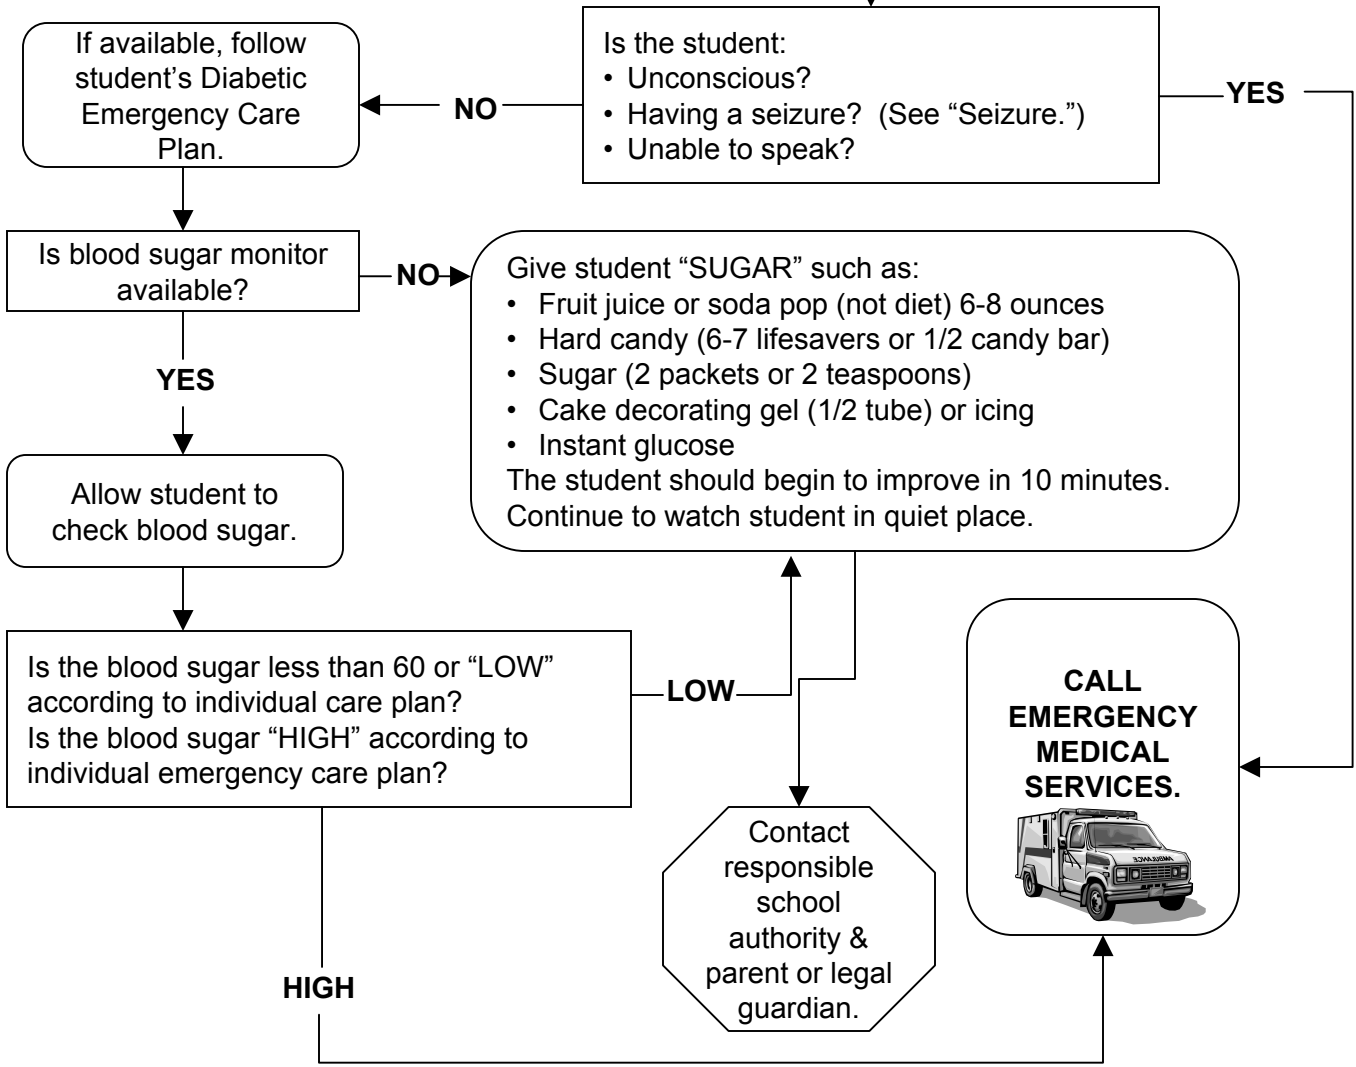 Is the student:
• Unconscious?
• Having a seizure? (See “Seizure.”)
• Unable to speak?
NO
YES
If available, follow
student’s Diabetic
Emergency Care
Plan.
Is blood sugar monitor
available?
NO
YES
Give student “SUGAR” such as:
• Fruit juice or soda pop (not diet) 6-8 ounces
• Hard candy (6-7 lifesavers or 1/2 candy bar)
• Sugar (2 packets or 2 teaspoons)
• Cake decorating gel (1/2 tube) or icing
• Instant glucose
The student should begin to improve in 10 minutes.
Continue to watch student in quiet place.
Allow student to
check blood sugar.
Is the blood sugar less than 60 or “LOW”
according to individual care plan?
Is the blood sugar “HIGH” according to
individual emergency care plan?
LOW
HIGH
Contact
responsible
school
authority &
parent or legal
guardian.
CALL
EMERGENCY
MEDICAL
SERVICES.
AMBULANCE